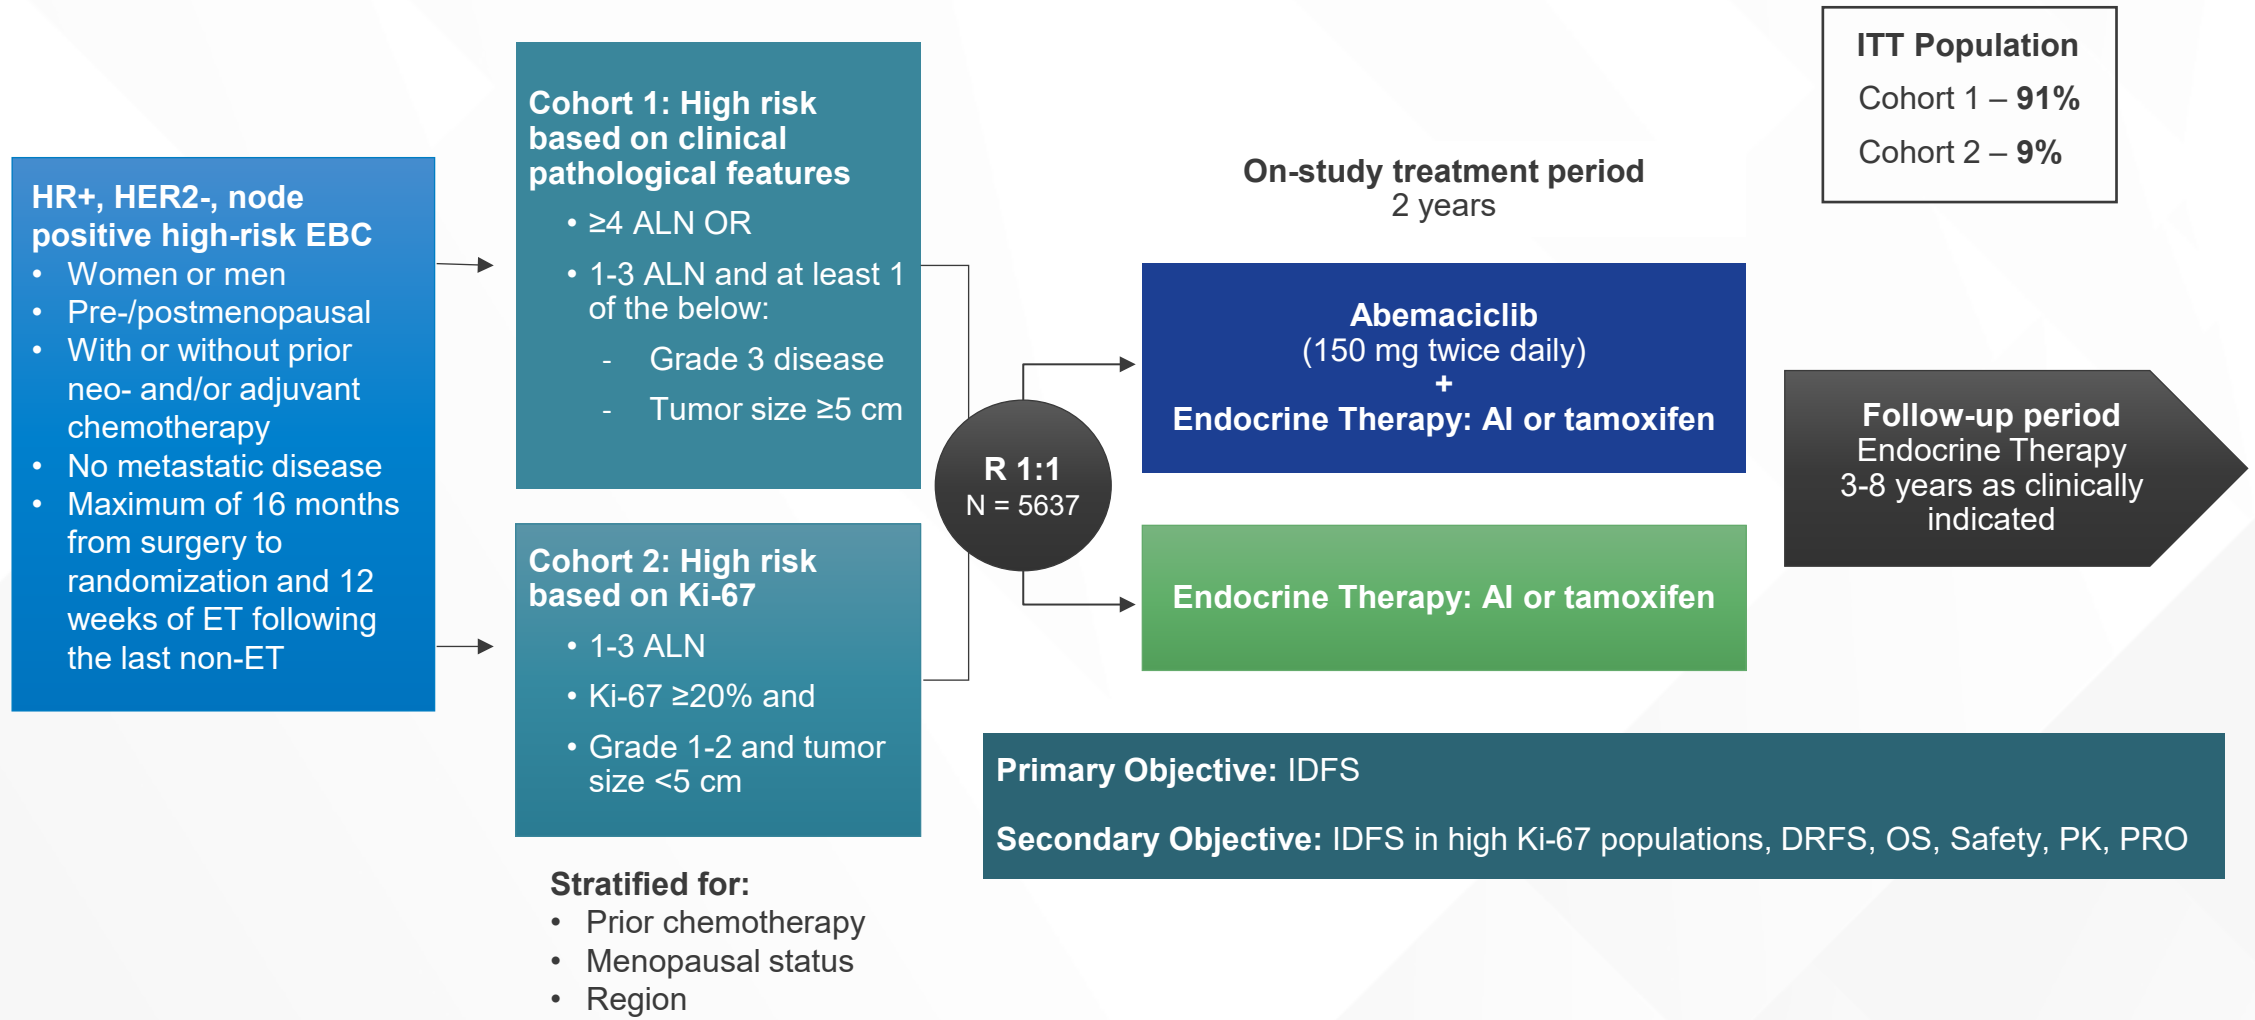 HR+, HER2-, node
positive high-risk EBC
• Women or men
• Pre-/postmenopausal
• With or without prior
neo- and/or adjuvant
chemotherapy
• No metastatic disease
• Maximum of 16 months
from surgery to
randomization and 12
weeks of ET following
the last non-ET
Cohort 1: High risk
based on clinical
pathological features
• ≥4 ALN OR
• 1-3 ALN and at least 1
of the below:
- Grade 3 disease
- Tumor size ≥5 cm
Cohort 2: High risk
based on Ki-67
• 1-3 ALN
• Ki-67 ≥20% and
• Grade 1-2 and tumor
size <5 cm
Stratified for:
• Prior chemotherapy
• Menopausal status
• Region
R 1:1
N = 5637
On-study treatment period
2 years
Abemaciclib
(150 mg twice daily)
+
Endocrine Therapy: AI or tamoxifen
Endocrine Therapy: AI or tamoxifen
ITT Population
Cohort 1 – 91%
Cohort 2 – 9%
Follow-up period
Endocrine Therapy
3-8 years as clinically
indicated
Primary Objective: IDFS
Secondary Objective: IDFS in high Ki-67 populations, DRFS, OS, Safety, PK, PRO